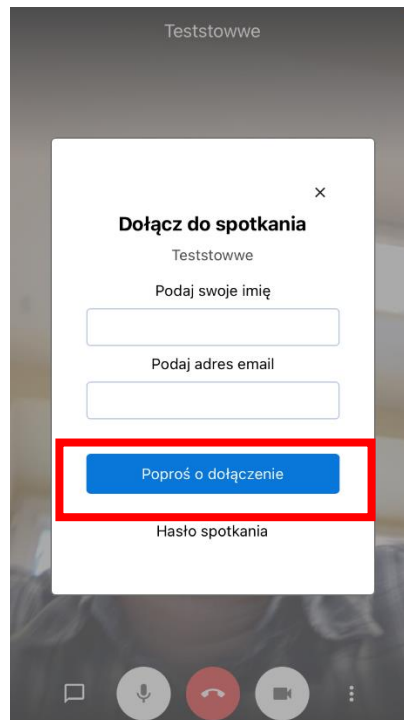 Teststowwe
Dołącz do spotkania
Teststowwe
Podaj swoje imię
Podaj adres email
Poproś o dołączenie
Hasło spotkania